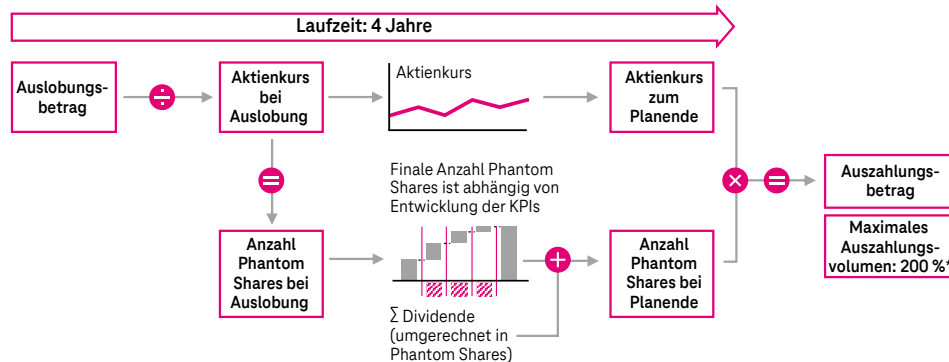 Laufzeit: 4 Jahre
Auslobungs-
betrag
÷
Aktienkurs
bei
Auslobung
Aktienkurs
Aktienkurs
zum
Planende
=
Finale Anzahl Phantom
Shares ist abhängig von
Entwicklung der KPIs
×
=
Auszahlungs-
betrag
Maximales
Auszahlungs-
volumen: 200 %*
Anzahl
Phantom
Shares bei
Auslobung
+
Anzahl
Phantom
Shares bei
Planende
∑ Dividende
(umgerechnet in
Phantom Shares)